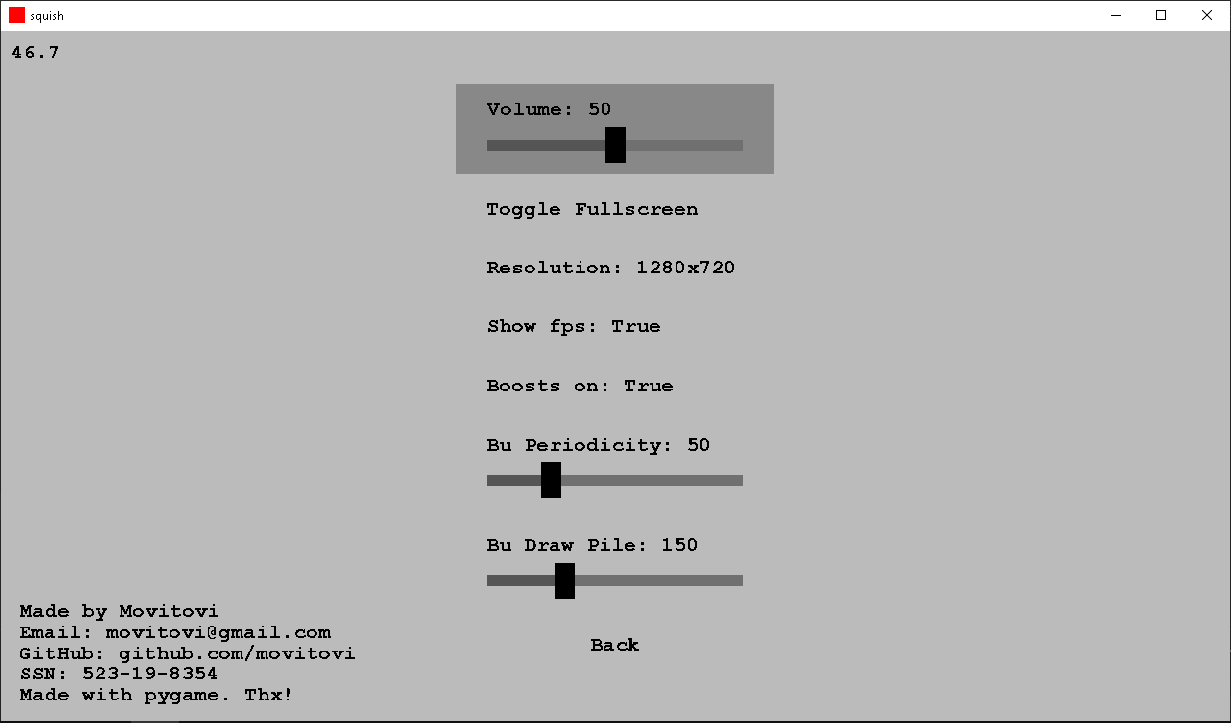 squish
46.7
Volume: 50
Toggle Fullscreen
Resolution: 1280x720
Show fps: True
Boosts on: True
Bu Periodicity: 50
Bu Draw Pile: 150
Back
Made by Movitovi
Email: movitovi@gmail.com
GitHub: github.com/movitovi
SSN: 523-19-8354
Made with pygame. Thx!